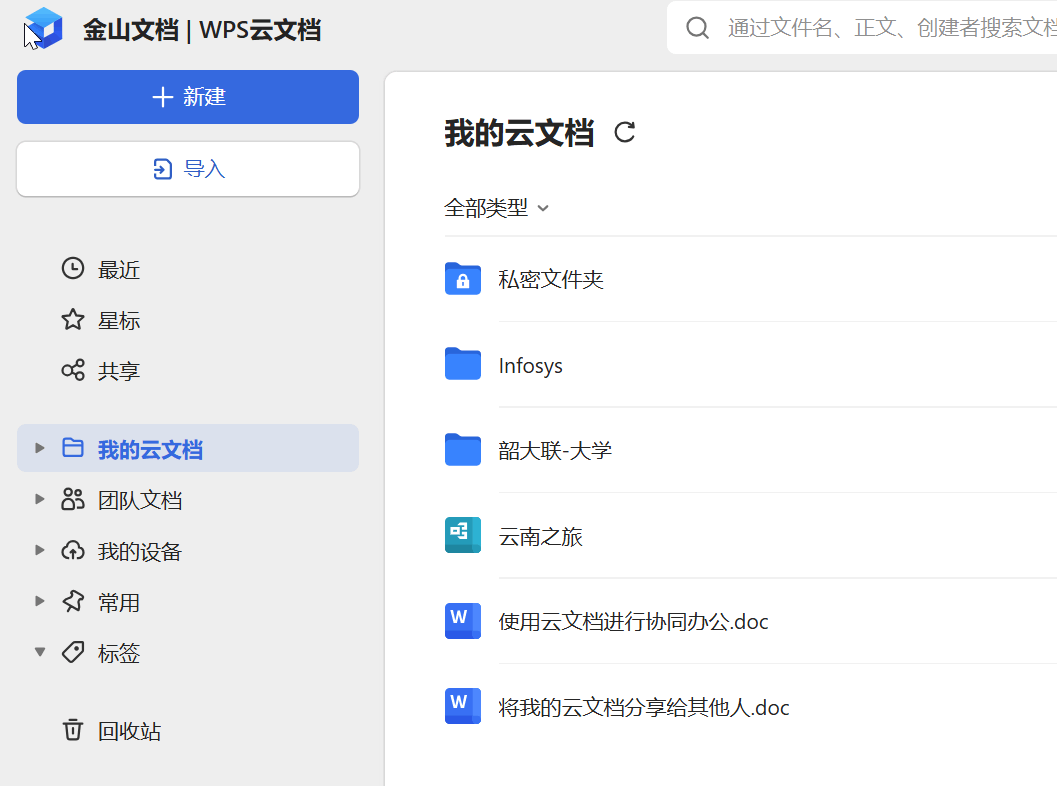 金山文档 | WPS云文档
通过文件名、正文、创建者搜索文档
新建
导入
最近
星标
共享
我的云文档
团队文档
我的设备
常用
标签
回收站
我的云文档
全部类型
私密文件夹
Infosys
韶大联-大学
云南之旅
W 使用云文档进行协同办公.doc
W 将我的云文档分享给其他人.doc